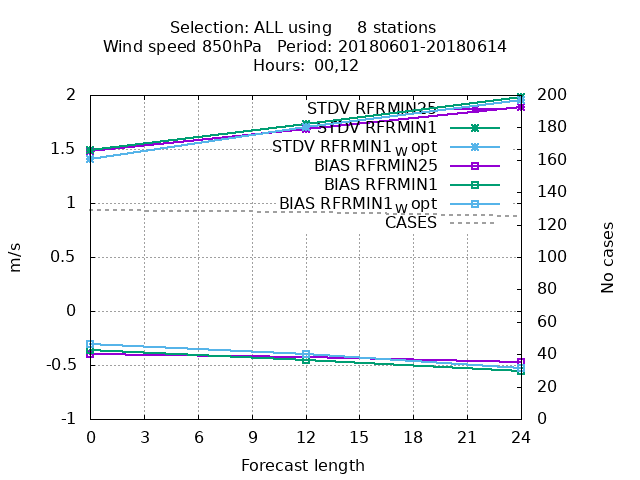 Selection: ALL using 8 stations
Wind speed 850hPa Period: 20180601-20180614
Hours: 00,12
2
1.5
1
0.5
0
-0.5
-1
m/s
STDV RFRMIN25
STDV RFRMIN1
STDV RFRMIN1W opt
BIAS RFRMIN25
BIAS RFRMIN1
BIAS RFRMIN1W opt
CASES
200
180
160
140
120
100
80
60
40
20
0
No cases
0 3 6 9 12 15 18 21 24
Forecast length